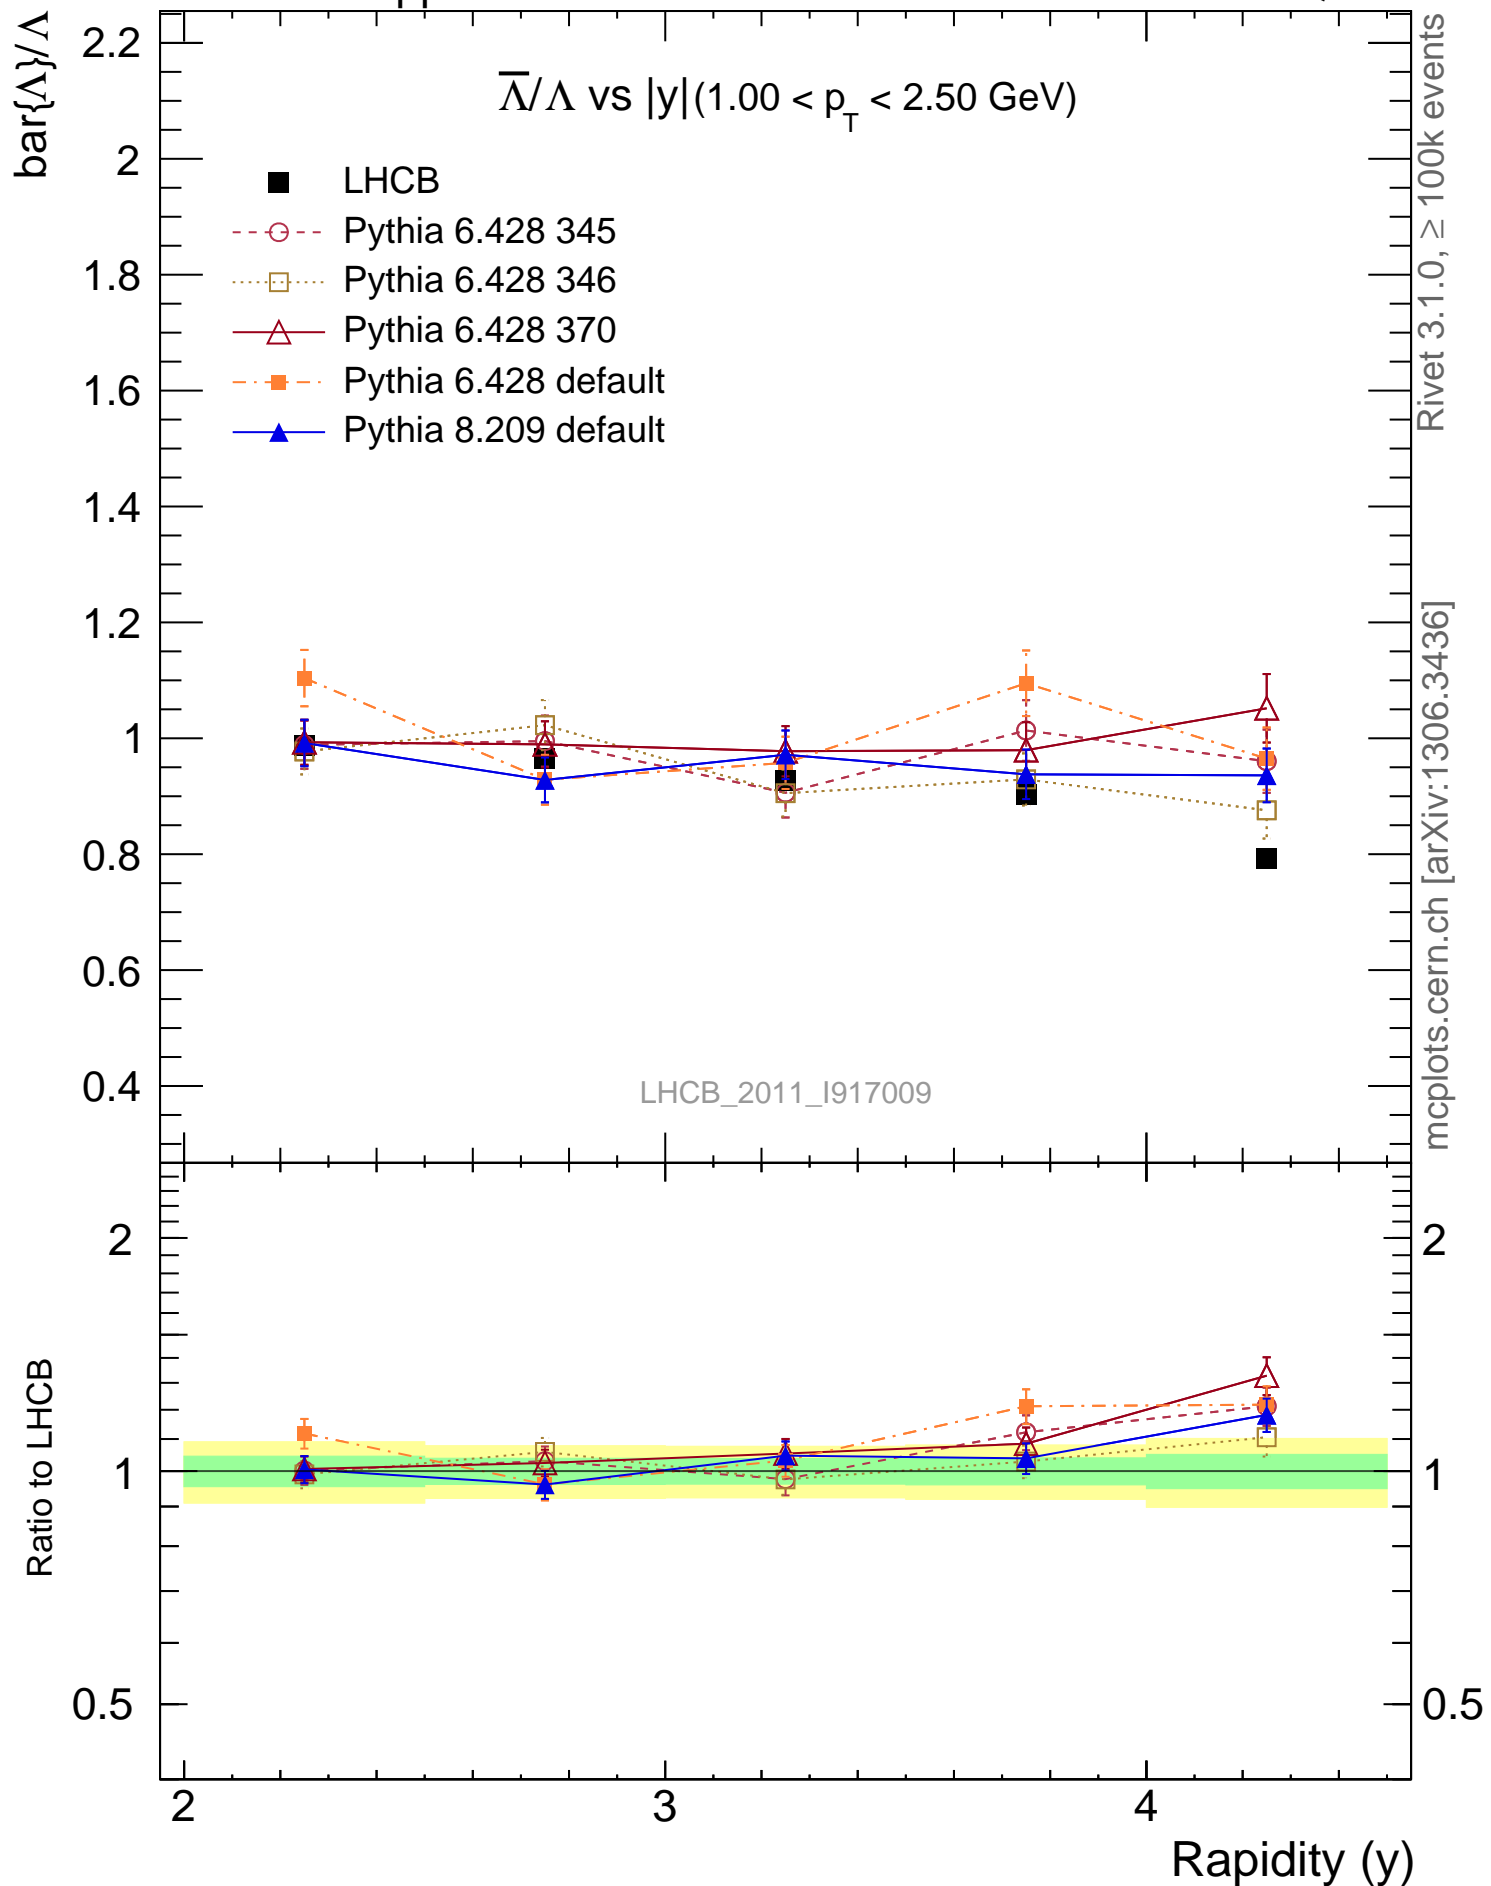 bar{Λ}/Λ
Λ̅/Λ vs |y|(1.00 < p_T < 2.50 GeV)
LHCB
Pythia 6.428 345
Pythia 6.428 346
Pythia 6.428 370
Pythia 6.428 default
Pythia 8.209 default
2.2
2
1.8
1.6
1.4
1.2
1
0.8
0.6
0.4
LHCB_2011_I917009
Rivet 3.1.0, ≥ 100k events
mcplots.cern.ch [arXiv:1306.3436]
Ratio to LHCB
2
1
0.5
2
1
0.5
2
3
4
Rapidity (y)